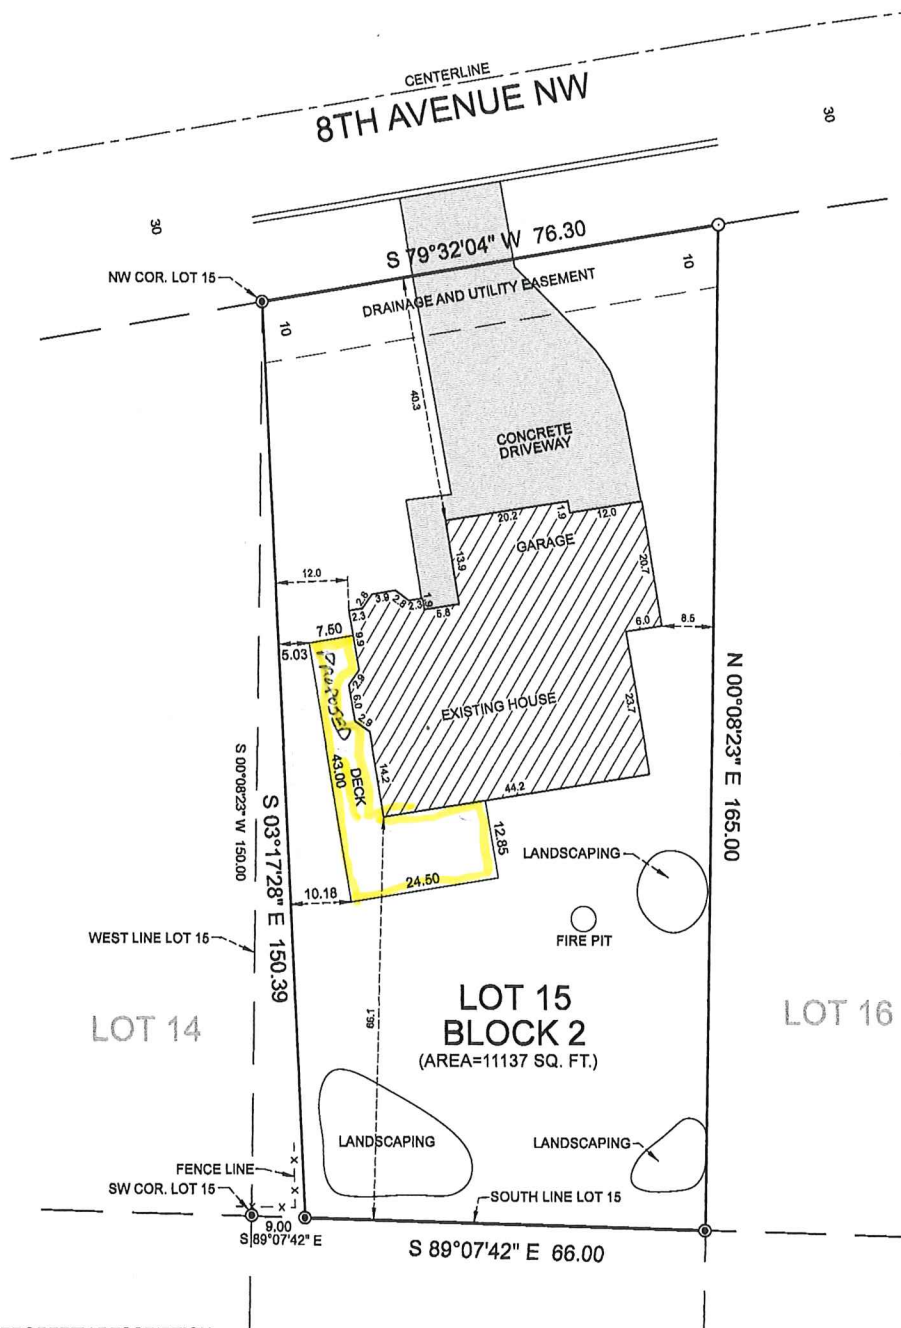 CENTERLINE
8TH AVENUE NW
30
30
S 79°32'04" W 76.30
NW COR. LOT 15
10
DRAINAGE AND UTILITY EASEMENT
10
40.3
CONCRETE
DRIVEWAY
20.2
1.9
12.0
GARAGE
13.9
20.7
12.0
2.8
3.9
2.8
2.3
1.9
5.8
2.3
6.0
8.5
7.50
9.9
5.03
PROPOSED
2.9
6.0
2.9
EXISTING HOUSE
23.7
N 00°08'23" E 165.00
S 00°08'23" W 150.00
43.00
DECK
14.2
44.2
S 03°17'28" E 150.39
12.85
LANDSCAPING
24.50
10.18
FIRE PIT
WEST LINE LOT 15
LOT 15
BLOCK 2
(AREA=11137 SQ. FT.)
LOT 14
LOT 16
66.1
LANDSCAPING
LANDSCAPING
FENCE LINE
SW COR. LOT 15
SOUTH LINE LOT 15
9.00
S 89°07'42" E
S 89°07'42" E 66.00